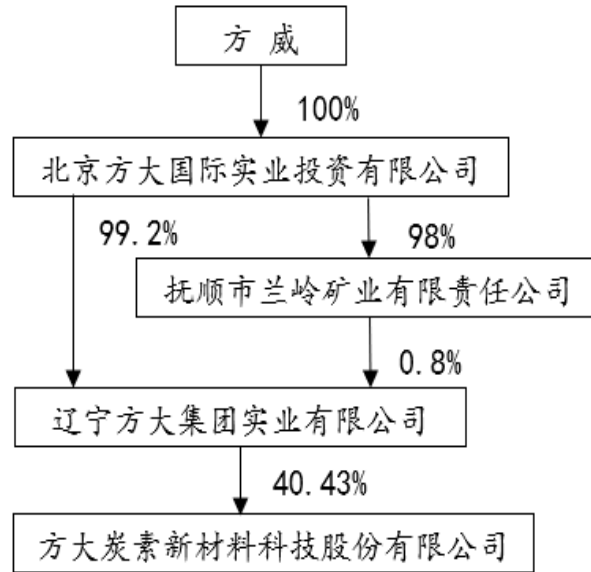 方 威
100%
北京方大国际实业投资有限公司
99.2%
98%
抚顺市兰岭矿业有限责任公司
0.8%
辽宁方大集团实业有限公司
40.43%
方大炭素新材料科技股份有限公司